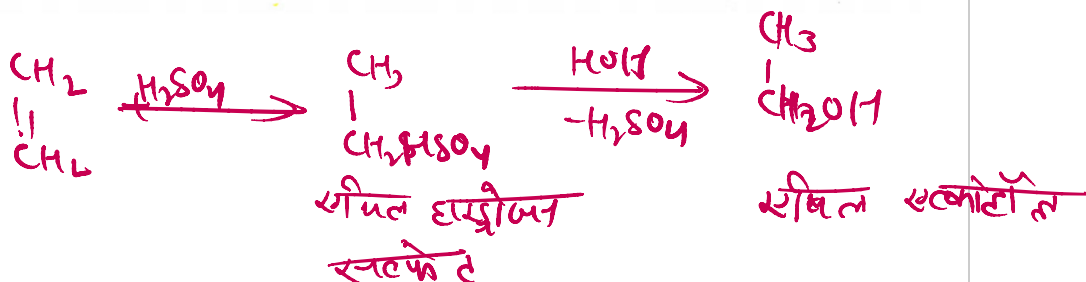 CH₂ = CH₂ —H₂SO₄→ CH₃ – CH₂HSO₄ —HOH / -H₂SO₄→ CH₃ – CH₂OH
एथिल हाइड्रोजन
सल्फेट
एथिल एल्कोहॉल